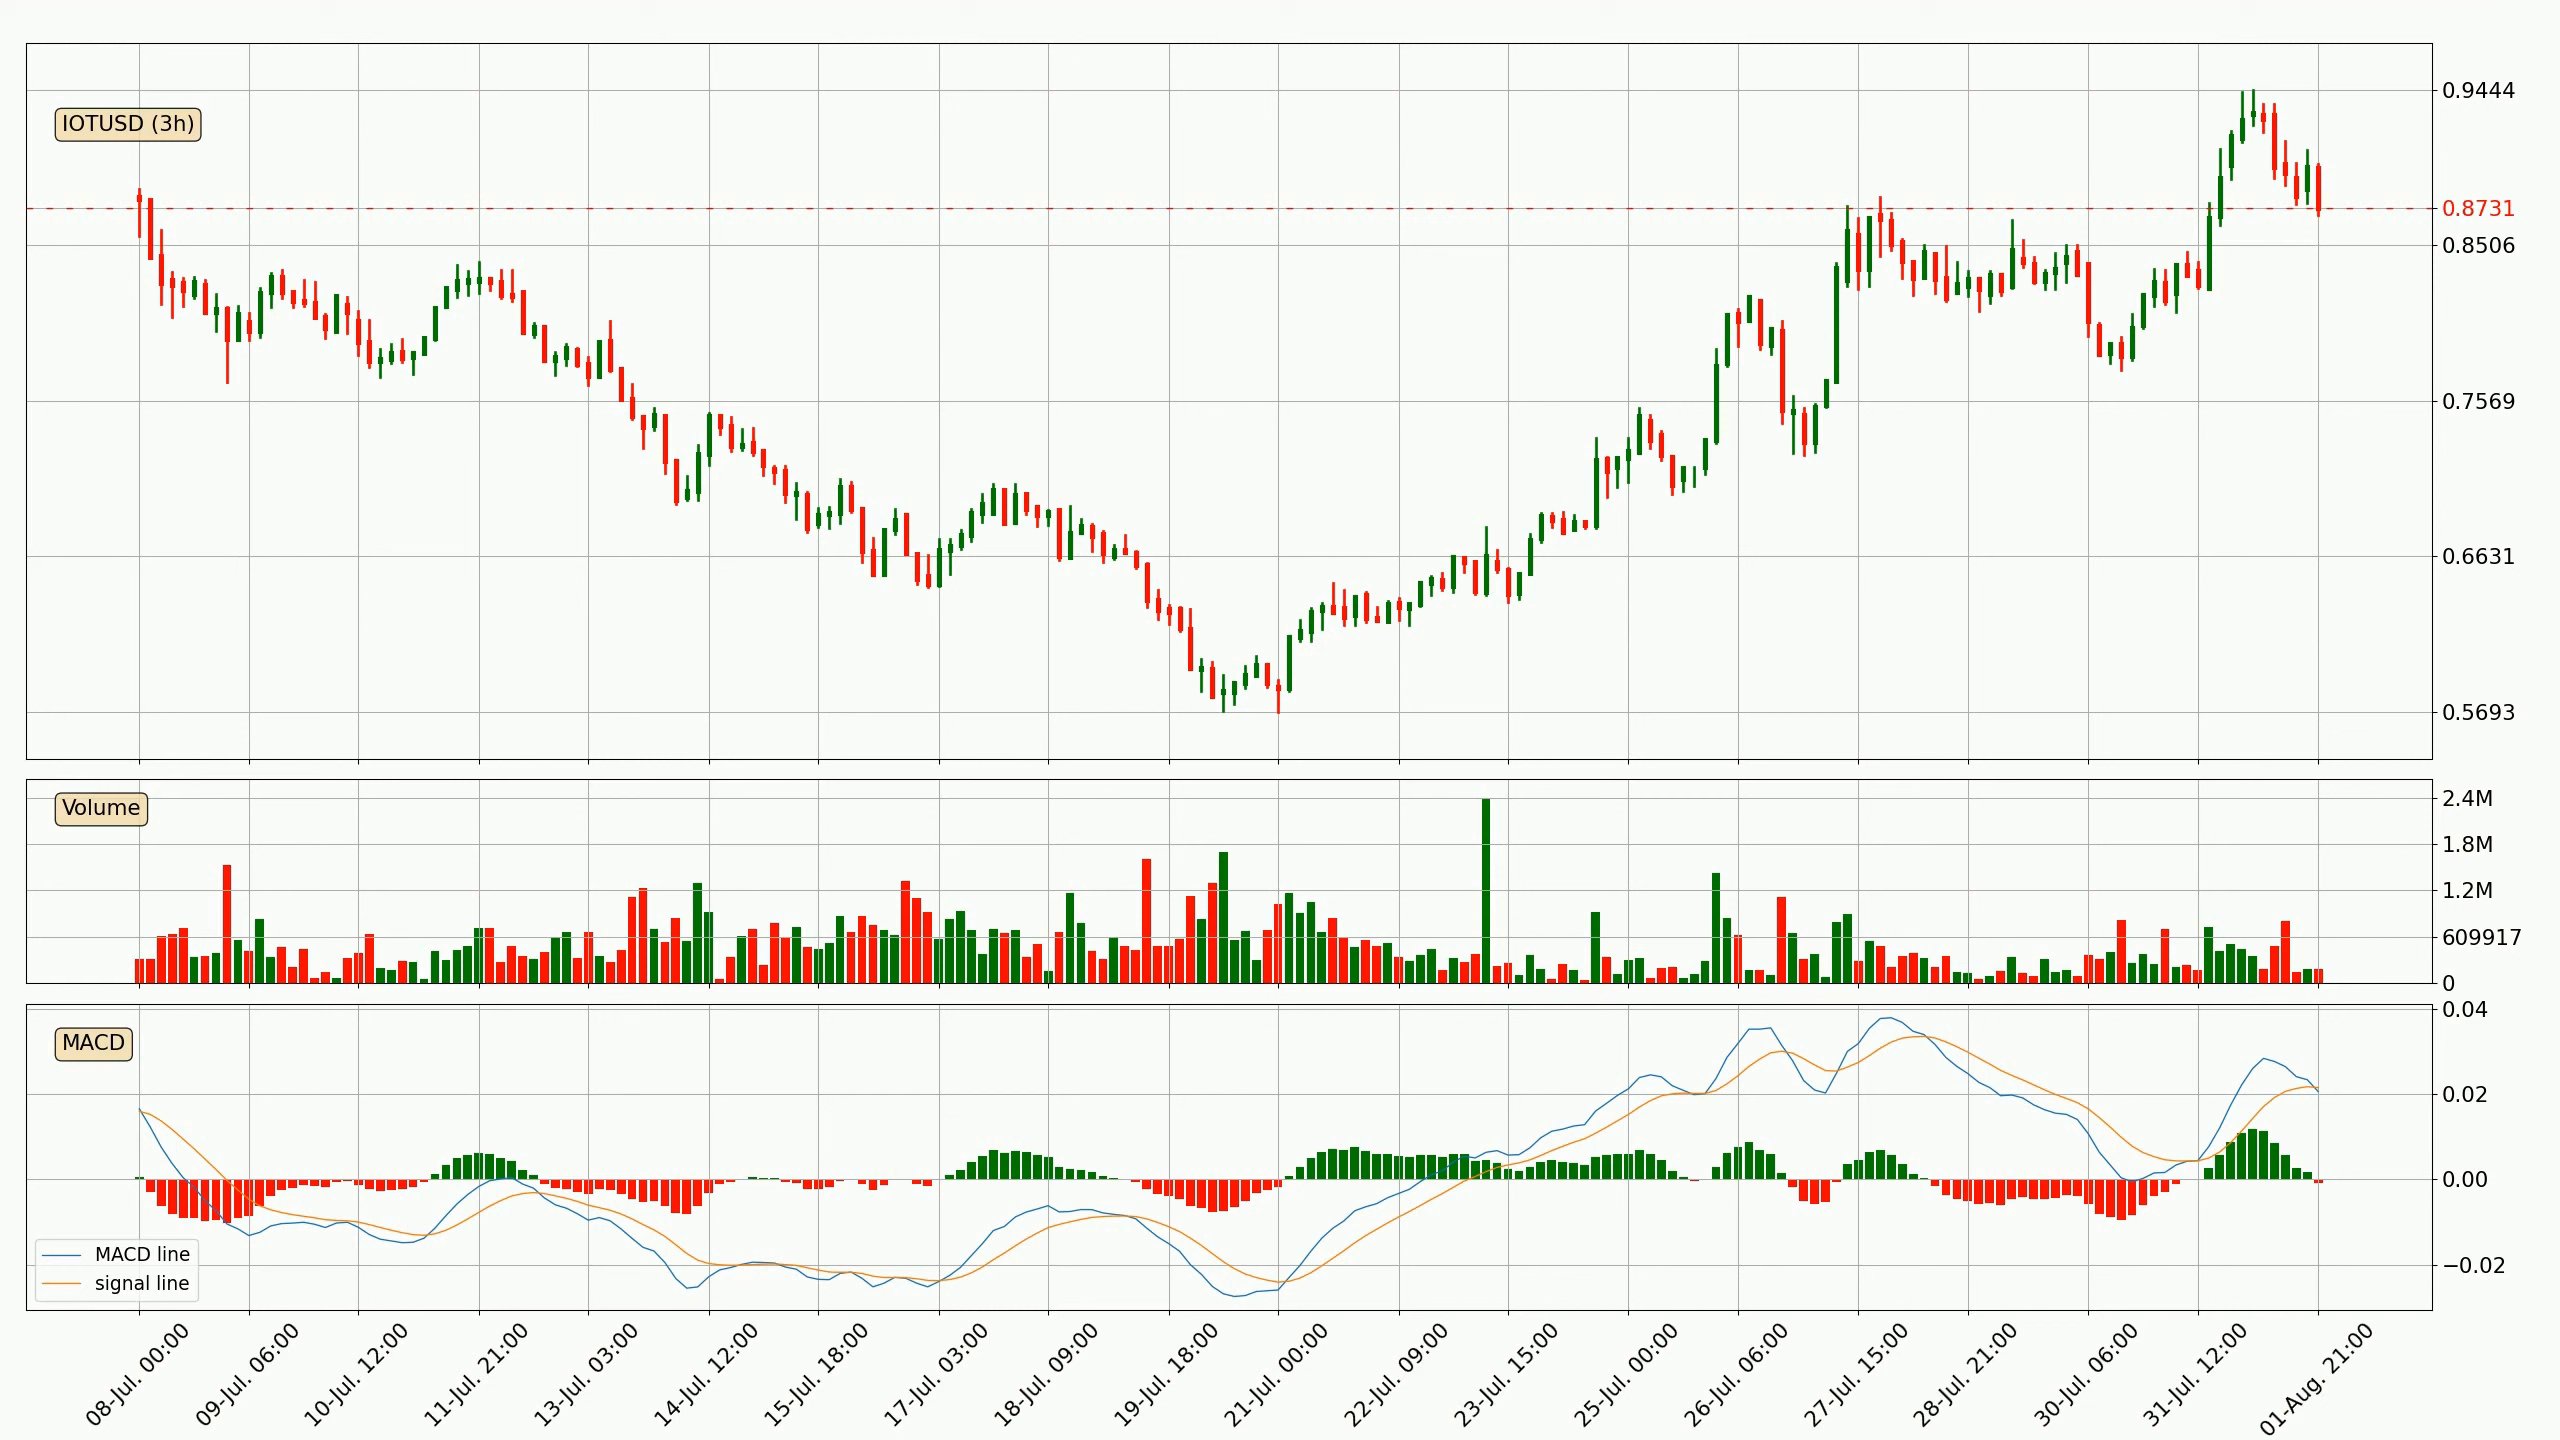 IOTUSD (3h)
0.9444
0.8731
0.8506
0.7569
0.6631
0.5693
Volume
2.4M
1.8M
1.2M
609917
0
MACD
0.04
0.02
0.00
−0.02
MACD line
signal line
08-Jul. 00:00
09-Jul. 06:00
10-Jul. 12:00
11-Jul. 21:00
13-Jul. 03:00
14-Jul. 12:00
15-Jul. 18:00
17-Jul. 03:00
18-Jul. 09:00
19-Jul. 18:00
21-Jul. 00:00
22-Jul. 09:00
23-Jul. 15:00
25-Jul. 00:00
26-Jul. 06:00
27-Jul. 15:00
28-Jul. 21:00
30-Jul. 06:00
31-Jul. 12:00
01-Aug. 21:00